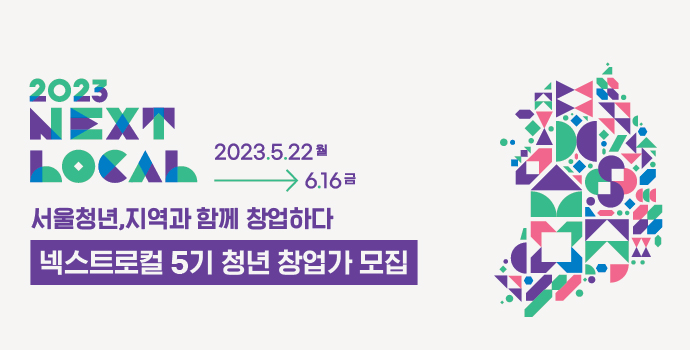 2023
NEXT
LOCAL
2023.5.22 월
6.16 금
서울청년,지역과 함께 창업하다
넥스트로컬 5기 청년 창업가 모집